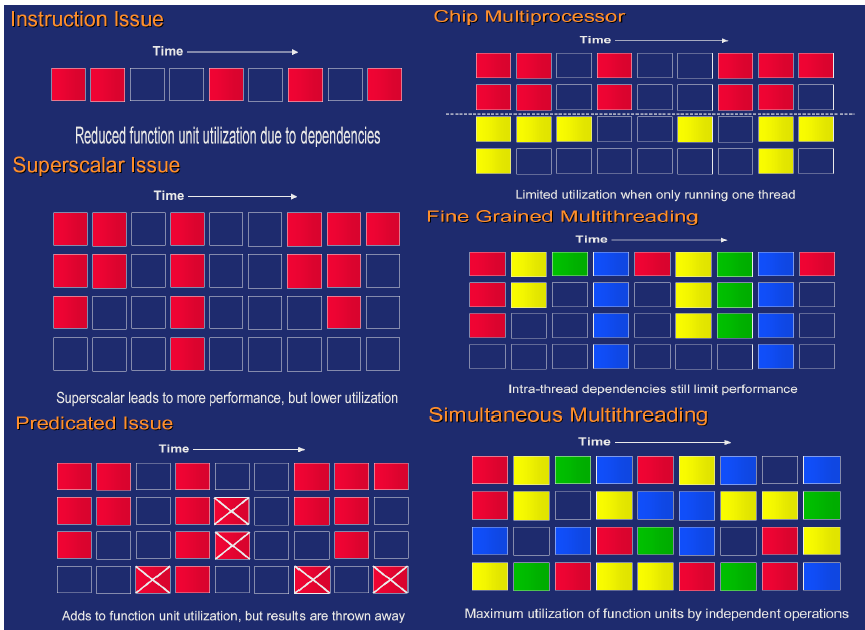 Instruction Issue
Time
Reduced function unit utilization due to dependencies
Superscalar Issue
Time
Superscalar leads to more performance, but lower utilization
Predicated Issue
Time
Adds to function unit utilization, but results are thrown away
Chip Multiprocessor
Time
Limited utilization when only running one thread
Fine Grained Multithreading
Time
Intra-thread dependencies still limit performance
Simultaneous Multithreading
Time
Maximum utilization of function units by independent operations